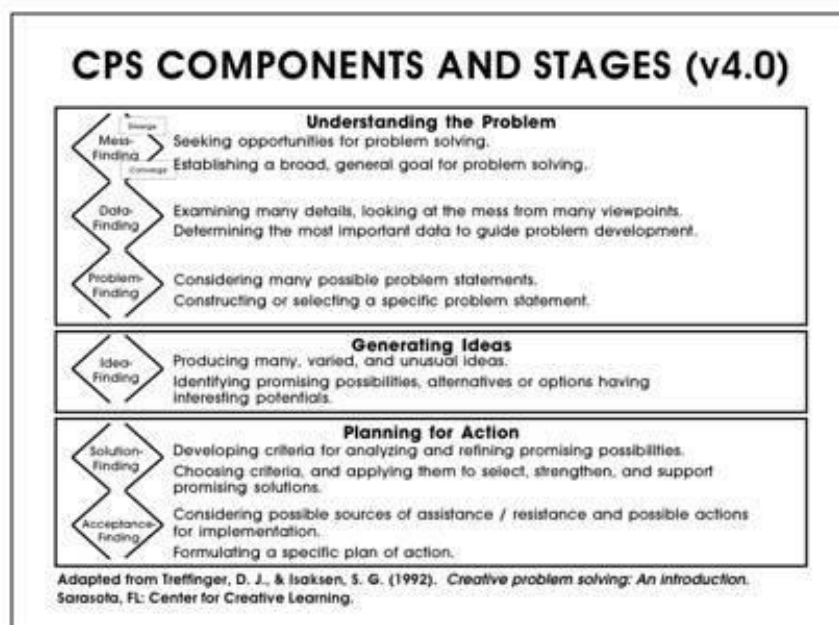 CPS COMPONENTS AND STAGES (v4.0)
Understanding the Problem
Diverge
Mess-
Finding
Converge
Seeking opportunities for problem solving.
Establishing a broad, general goal for problem solving.
Data-
Finding
Examining many details, looking at the mess from many viewpoints.
Determining the most important data to guide problem development.
Problem-
Finding
Considering many possible problem statements.
Constructing or selecting a specific problem statement.
Generating Ideas
Idea-
Finding
Producing many, varied, and unusual ideas.
Identifying promising possibilities, alternatives or options having
interesting potentials.
Planning for Action
Solution-
Finding
Developing criteria for analyzing and refining promising possibilities.
Choosing criteria, and applying them to select, strengthen, and support
promising solutions.
Acceptance-
Finding
Considering possible sources of assistance / resistance and possible actions
for implementation.
Formulating a specific plan of action.
Adapted from Treffinger, D. J., & Isaksen, S. G. (1992). Creative problem solving: An introduction.
Sarasota, FL: Center for Creative Learning.